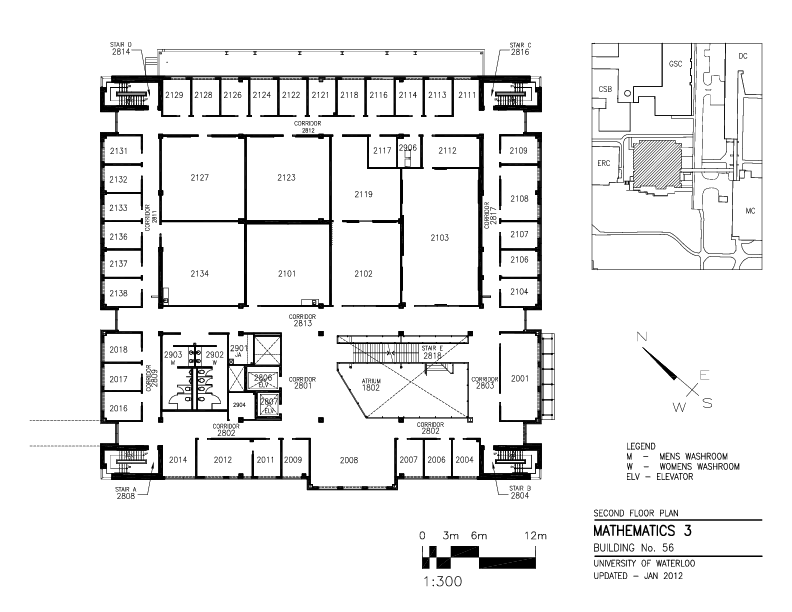 STAIR D
2814
STAIR C
2816
GSC
DC
CSB
ERC
MC
2129
2128
2126
2124
2122
2121
2118
2116
2114
2113
2111
CORRIDOR
2812
2131
2132
2133
2136
2137
2138
CORRIDOR
2811
2127
2123
2119
2117
2906
2112
2103
2134
2101
2102
CORRIDOR
2817
2109
2108
2107
2106
2104
CORRIDOR
2813
2018
2017
2016
CORRIDOR
2809
2903
W
2902
W
2901
JA
2806
ELV
2807
ELV
2904
CORRIDOR
2801
STAIR E
2818
ATRIUM
1802
CORRIDOR
2803
2001
CORRIDOR
2802
CORRIDOR
2802
2014
2012
2011
2009
2008
2007
2006
2004
STAIR A
2808
STAIR B
2804
N
E
W
S
LEGEND
M – MENS WASHROOM
W – WOMENS WASHROOM
ELV – ELEVATOR
0 3m 6m 12m
1:300
SECOND FLOOR PLAN
MATHEMATICS 3
BUILDING No. 56
UNIVERSITY OF WATERLOO
UPDATED – JAN 2012